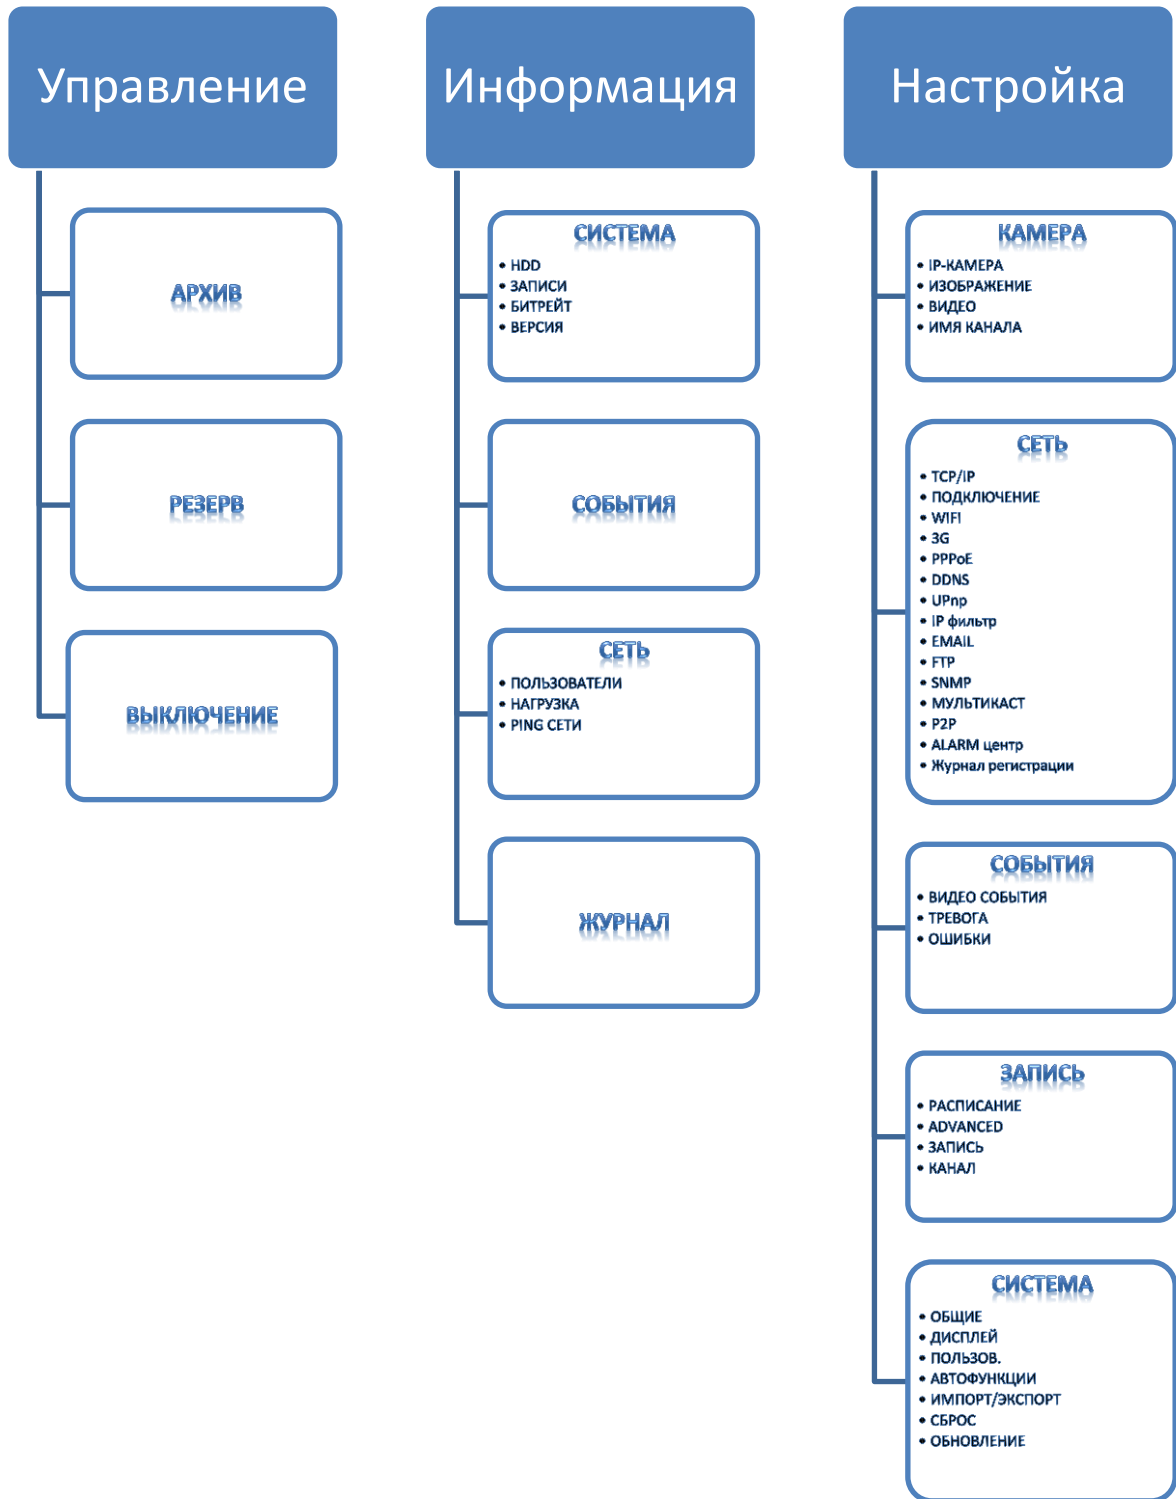 Управление
АРХИВ
РЕЗЕРВ
ВЫКЛЮЧЕНИЕ
Информация
СИСТЕМА
• HDD
• ЗАПИСИ
• БИТРЕЙТ
• ВЕРСИЯ
СОБЫТИЯ
СЕТЬ
• ПОЛЬЗОВАТЕЛИ
• НАГРУЗКА
• PING СЕТИ
ЖУРНАЛ
Настройка
КАМЕРА
• IP-КАМЕРА
• ИЗОБРАЖЕНИЕ
• ВИДЕО
• ИМЯ КАНАЛА
СЕТЬ
• TCP/IP
• ПОДКЛЮЧЕНИЕ
• WIFI
• 3G
• PPPoE
• DDNS
• UPnp
• IP фильтр
• EMAIL
• FTP
• SNMP
• МУЛЬТИКАСТ
• P2P
• ALARM центр
• Журнал регистрации
СОБЫТИЯ
• ВИДЕО СОБЫТИЯ
• ТРЕВОГА
• ОШИБКИ
ЗАПИСЬ
• РАСПИСАНИЕ
• ADVANCED
• ЗАПИСЬ
• КАНАЛ
СИСТЕМА
• ОБЩИЕ
• ДИСПЛЕЙ
• ПОЛЬЗОВ.
• АВТОФУНКЦИИ
• ИМПОРТ/ЭКСПОРТ
• СБРОС
• ОБНОВЛЕНИЕ